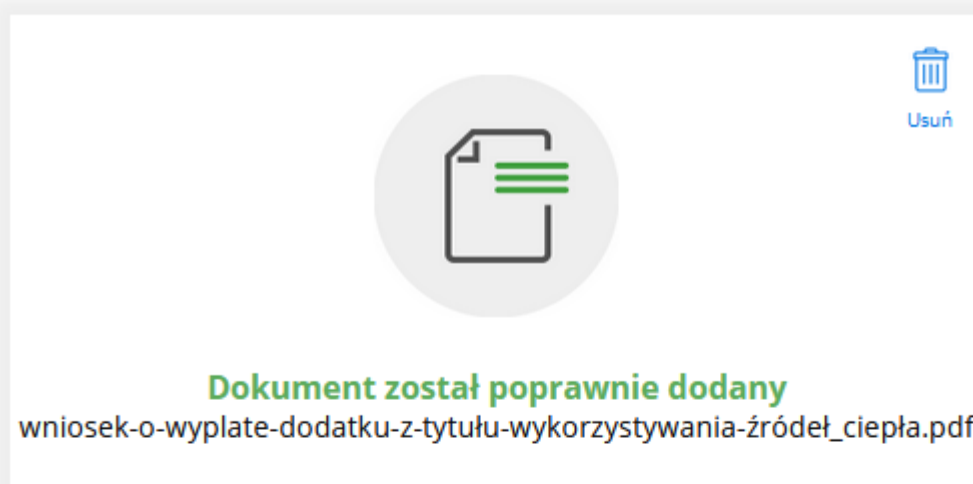 Usuń
Dokument został poprawnie dodany
wniosek-o-wyplate-dodatku-z-tytułu-wykorzystywania-źródeł_ciepła.pdf